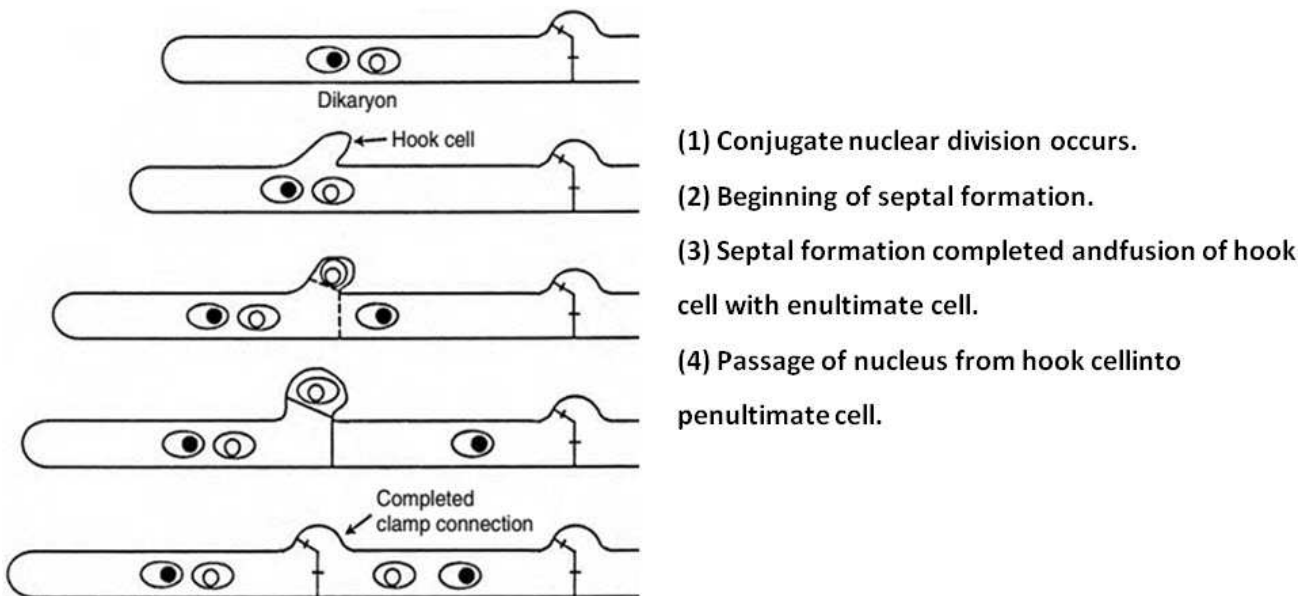 Dikaryon
Hook cell
Completed
clamp connection
(1) Conjugate nuclear division occurs.
(2) Beginning of septal formation.
(3) Septal formation completed andfusion of hook
cell with enultimate cell.
(4) Passage of nucleus from hook cellinto
penultimate cell.